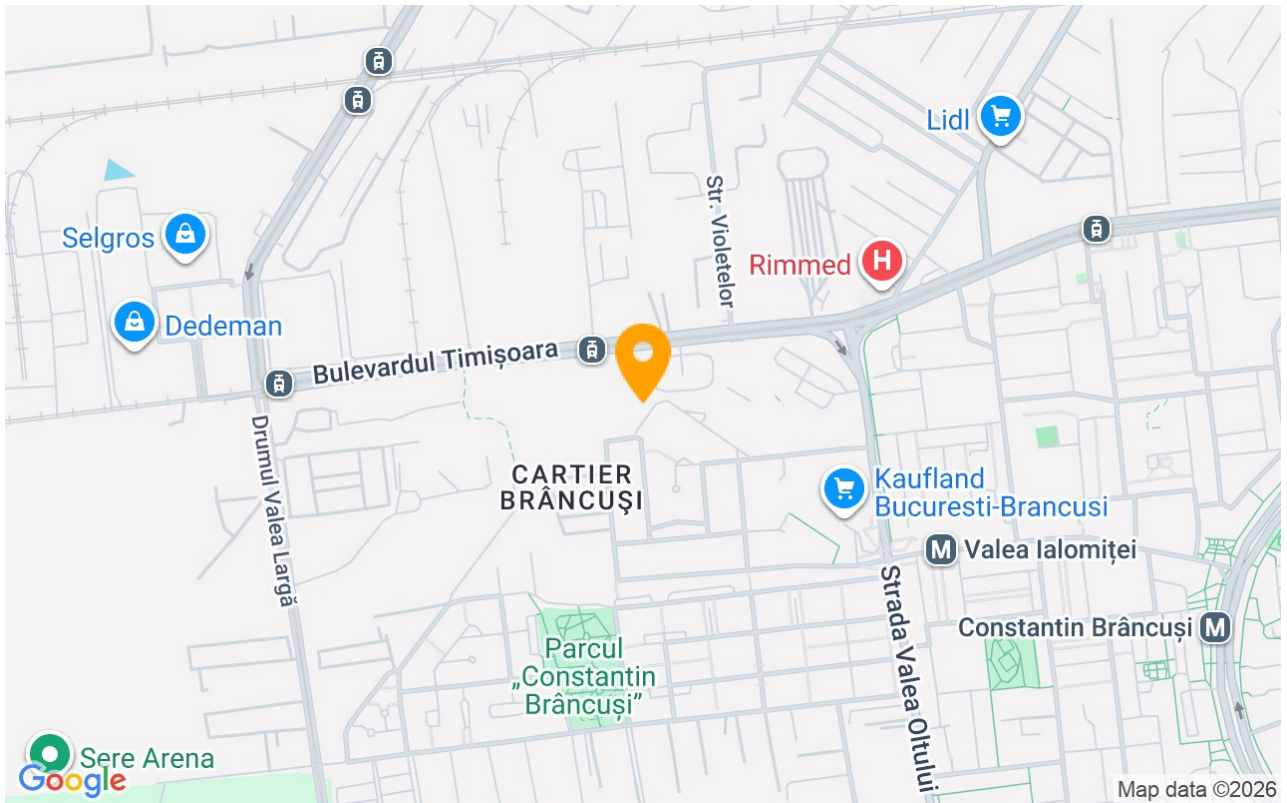 Lidl
Str. Violetelor
Selgros
Rimmed
H
Dedeman
Bulevardul Timișoara
CARTIER
BRÂNCUȘI
Kaufland
Bucuresti-Brancusi
M Valea Ialomiței
Drumul Valea Largă
Strada Valea Oltului
Constantin Brâncuși M
Parcul
„Constantin
Brâncuși”
Sere Arena
Google
Map data ©2026